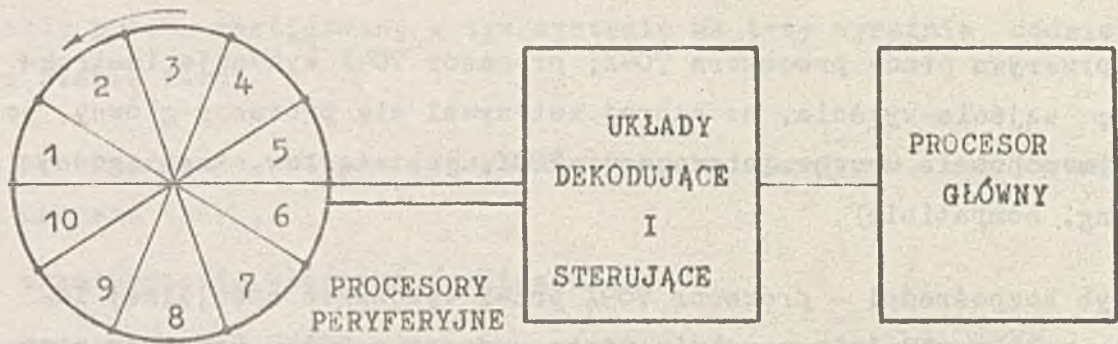 1
2
3
4
5
6
7
8
9
10
PROCESORY
PERYFERYJNE
UKŁADY
DEKODUJĄCE
I
STERUJĄCE
PROCESOR
GŁÓWNY